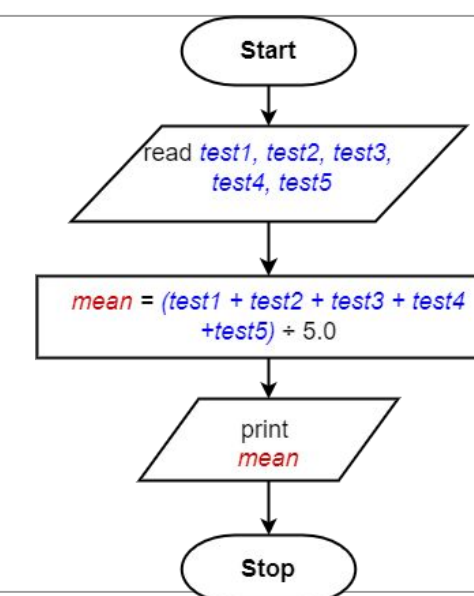 Start
read test1, test2, test3,
test4, test5
mean = (test1 + test2 + test3 + test4
+test5) ÷ 5.0
print
mean
Stop